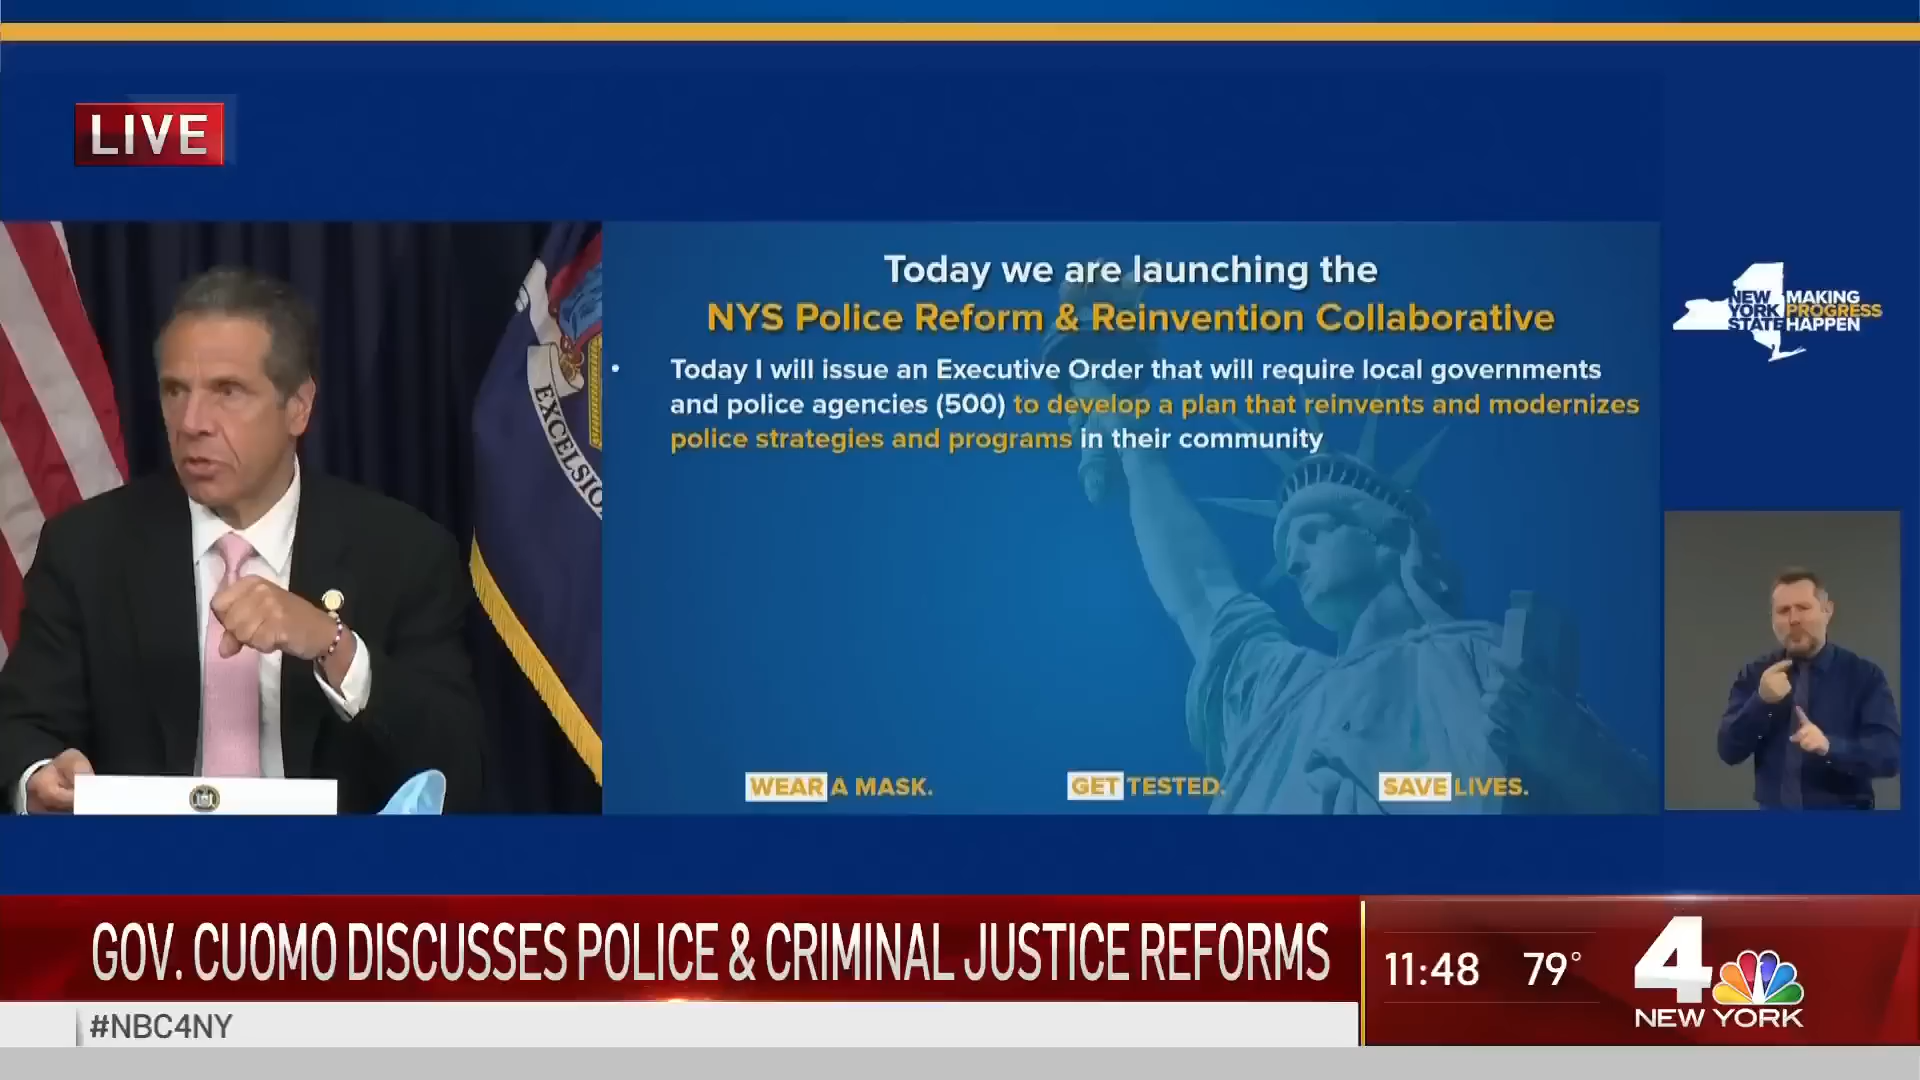 LIVE
Today we are launching the
NYS Police Reform & Reinvention Collaborative
• Today I will issue an Executive Order that will require local governments
and police agencies (500) to develop a plan that reinvents and modernizes
police strategies and programs in their community
WEAR A MASK. GET TESTED. SAVE LIVES.
NEW
YORK
STATE
MAKING
PROGRESS
HAPPEN
EXCELSIO
GOV. CUOMO DISCUSSES POLICE & CRIMINAL JUSTICE REFORMS
11:48 79°
4
NEW YORK
#NBC4NY